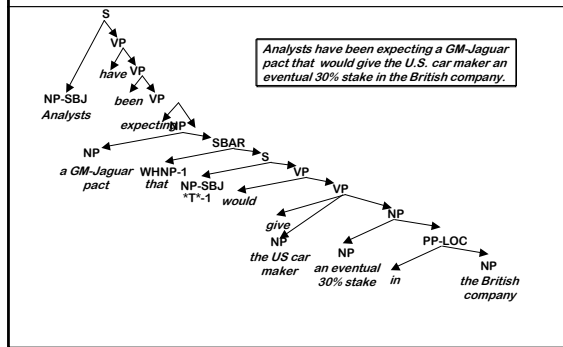 S
VP
Analysts have been expecting a GM-Jaguar
pact that would give the U.S. car maker an
eventual 30% stake in the British company.
have VP
NP-SBJ been VP
Analysts
expecting NP
SBAR
NP S
a GM-Jaguar WHNP-1 VP
pact that NP-SBJ
*T*-1 would VP
give NP
NP NP PP-LOC
the US car an eventual
maker 30% stake in NP
the British
company